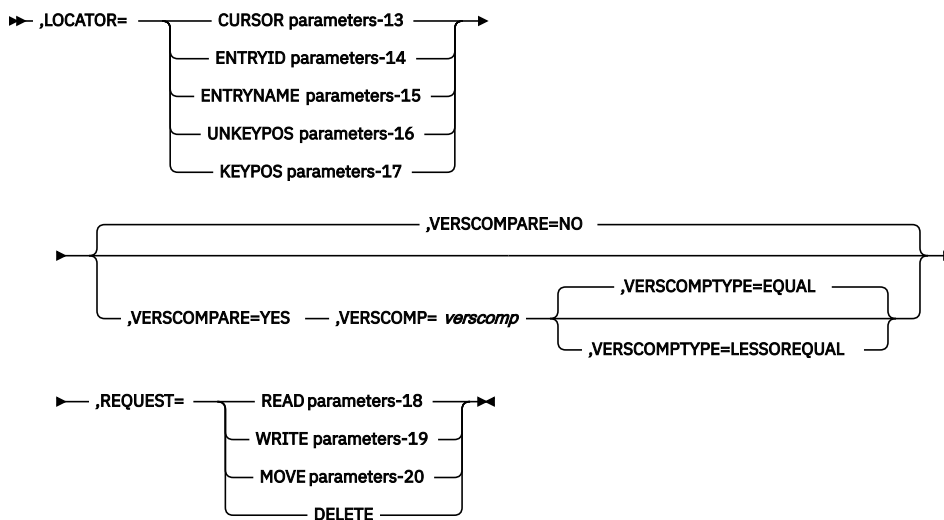 ,LOCATOR= CURSOR parameters-13
ENTRYID parameters-14
ENTRYNAME parameters-15
UNKEYPOS parameters-16
KEYPOS parameters-17
,VERSCOMPARE=NO
,VERSCOMPTYPE=EQUAL
,VERSCOMPARE=YES ,VERSCOMP= verscomp
,VERSCOMPTYPE=LESSOREQUAL
,REQUEST= READ parameters-18
WRITE parameters-19
MOVE parameters-20
DELETE